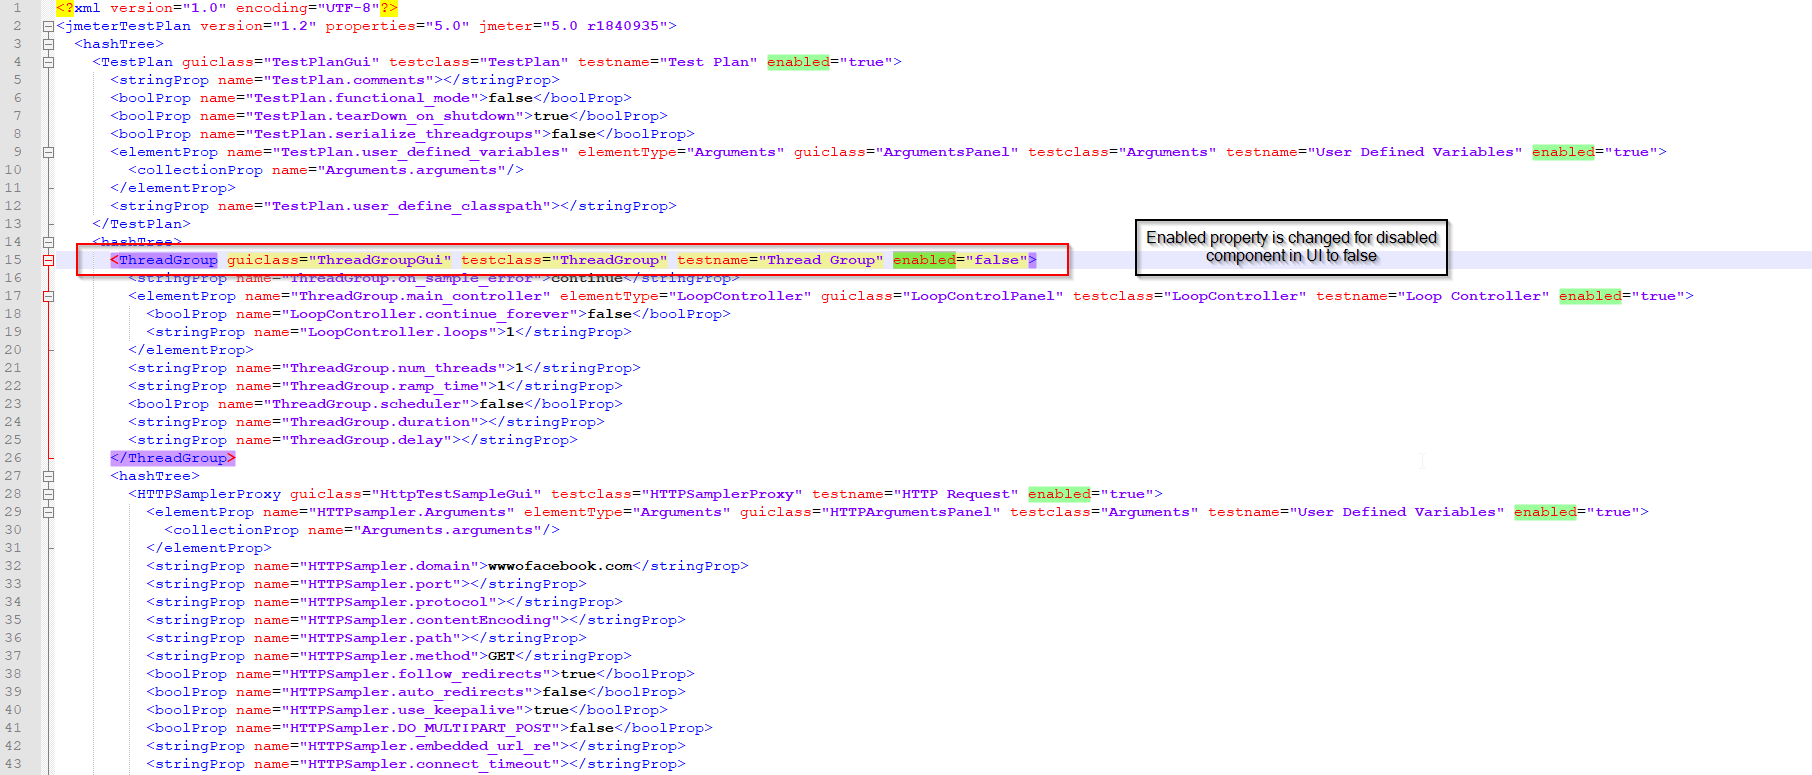 1 <?xml version="1.0" encoding="UTF-8"?>
2 <jmeterTestPlan version="1.2" properties="5.0" jmeter="5.0 r1840935">
3 <hashTree>
4 <TestPlan guiclass="TestPlanGui" testclass="TestPlan" testname="Test Plan" enabled="true">
5 <stringProp name="TestPlan.comments"></stringProp>
6 <boolProp name="TestPlan.functional_mode">false</boolProp>
7 <boolProp name="TestPlan.tearDown_on_shutdown">true</boolProp>
8 <boolProp name="TestPlan.serialize_threadgroups">false</boolProp>
9 <elementProp name="TestPlan.user_defined_variables" elementType="Arguments" guiclass="ArgumentsPanel" testclass="Arguments" testname="User Defined Variables" enabled="true">
10 <collectionProp name="Arguments.arguments"/>
11 </elementProp>
12 <stringProp name="TestPlan.user_define_classpath"></stringProp>
13 </TestPlan>
14 <hashTree>
15 <ThreadGroup guiclass="ThreadGroupGui" testclass="ThreadGroup" testname="Thread Group" enabled="false">
Enabled property is changed for disabled
component in UI to false
16 <stringProp name="ThreadGroup.on_sample_error">continue</stringProp>
17 <elementProp name="ThreadGroup.main_controller" elementType="LoopController" guiclass="LoopControlPanel" testclass="LoopController" testname="Loop Controller" enabled="true">
18 <boolProp name="LoopController.continue_forever">false</boolProp>
19 <stringProp name="LoopController.loops">1</stringProp>
20 </elementProp>
21 <stringProp name="ThreadGroup.num_threads">1</stringProp>
22 <stringProp name="ThreadGroup.ramp_time">1</stringProp>
23 <boolProp name="ThreadGroup.scheduler">false</boolProp>
24 <stringProp name="ThreadGroup.duration"></stringProp>
25 <stringProp name="ThreadGroup.delay"></stringProp>
26 </ThreadGroup>
27 <hashTree>
28 <HTTPSamplerProxy guiclass="HttpTestSampleGui" testclass="HTTPSamplerProxy" testname="HTTP Request" enabled="true">
29 <elementProp name="HTTPsampler.Arguments" elementType="Arguments" guiclass="HTTPArgumentsPanel" testclass="Arguments" testname="User Defined Variables" enabled="true">
30 <collectionProp name="Arguments.arguments"/>
31 </elementProp>
32 <stringProp name="HTTPSampler.domain">wwwofacebook.com</stringProp>
33 <stringProp name="HTTPSampler.port"></stringProp>
34 <stringProp name="HTTPSampler.protocol"></stringProp>
35 <stringProp name="HTTPSampler.contentEncoding"></stringProp>
36 <stringProp name="HTTPSampler.path"></stringProp>
37 <stringProp name="HTTPSampler.method">GET</stringProp>
38 <boolProp name="HTTPSampler.follow_redirects">true</boolProp>
39 <boolProp name="HTTPSampler.auto_redirects">false</boolProp>
40 <boolProp name="HTTPSampler.use_keepalive">true</boolProp>
41 <boolProp name="HTTPSampler.DO_MULTIPART_POST">false</boolProp>
42 <stringProp name="HTTPSampler.embedded_url_re"></stringProp>
43 <stringProp name="HTTPSampler.connect_timeout"></stringProp>